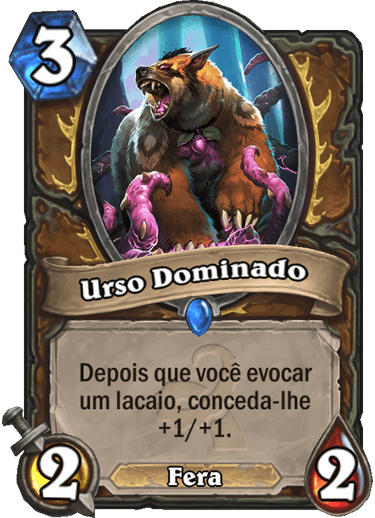 3
Urso Dominado
Depois que você evocar
um lacaio, conceda-lhe
+1/+1.
2
Fera
2